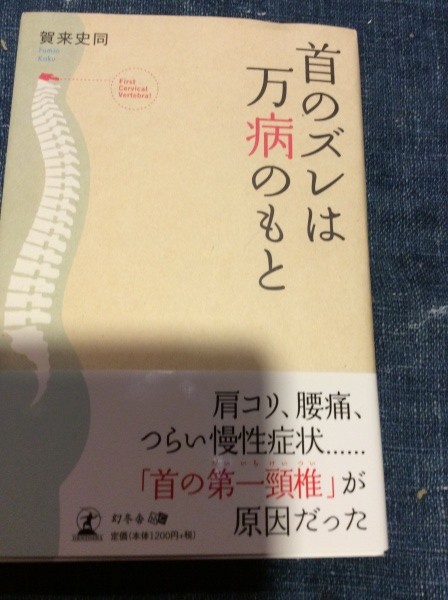 賀来史同
Fumito
Kaku
First
Cervical
Vertebra!
首のズレは
万病のもと
肩コリ、腰痛、
つらい慢性症状……
「首の第一頸椎」が
原因だった
幻冬舎
定価(本体1200円+税)